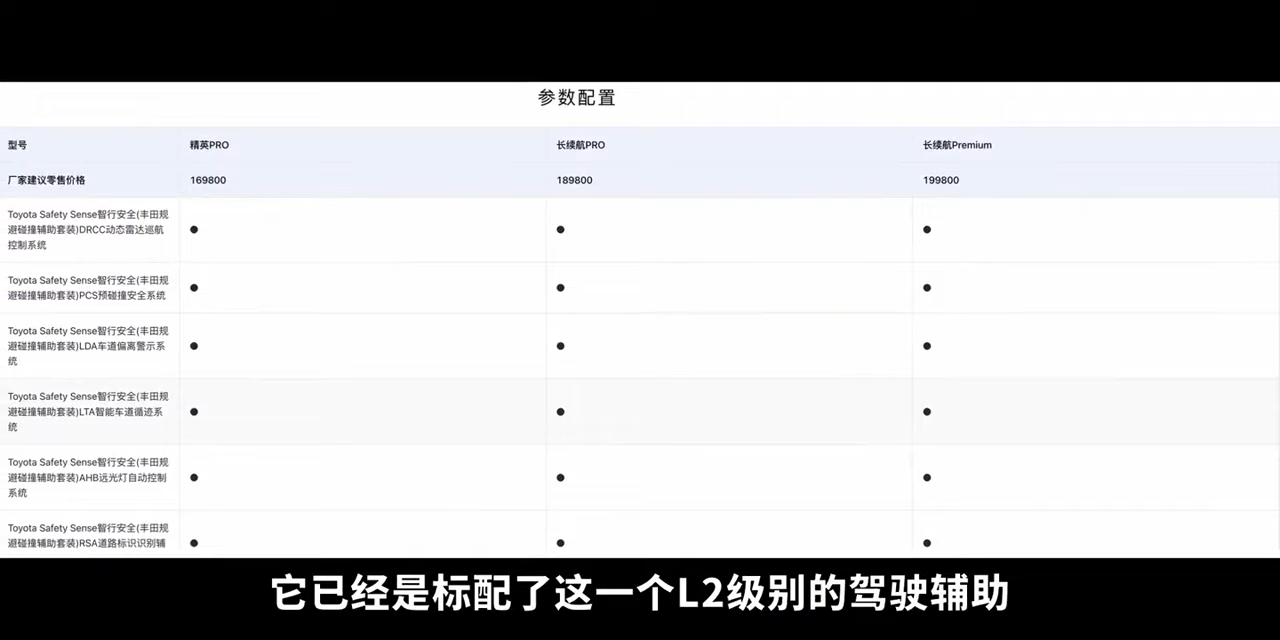 参数配置
型号 精英PRO 长续航PRO 长续航Premium
厂家建议零售价格 169800 189800 199800
Toyota Safety Sense智行安全(丰田规
避碰撞辅助套装)DRCC动态雷达巡航 ● ● ●
控制系统
Toyota Safety Sense智行安全(丰田规
避碰撞辅助套装)PCS预碰撞安全系统 ● ● ●
Toyota Safety Sense智行安全(丰田规
避碰撞辅助套装)LDA车道偏离警示系 ● ● ●
统
Toyota Safety Sense智行安全(丰田规
避碰撞辅助套装)LTA智能车道循迹系 ● ● ●
统
Toyota Safety Sense智行安全(丰田规
避碰撞辅助套装)AHB远光灯自动控制 ● ● ●
系统
Toyota Safety Sense智行安全(丰田规
避碰撞辅助套装)RSA道路标识识别辅 ● ● ●
它已经是标配了这一个L2级别的驾驶辅助